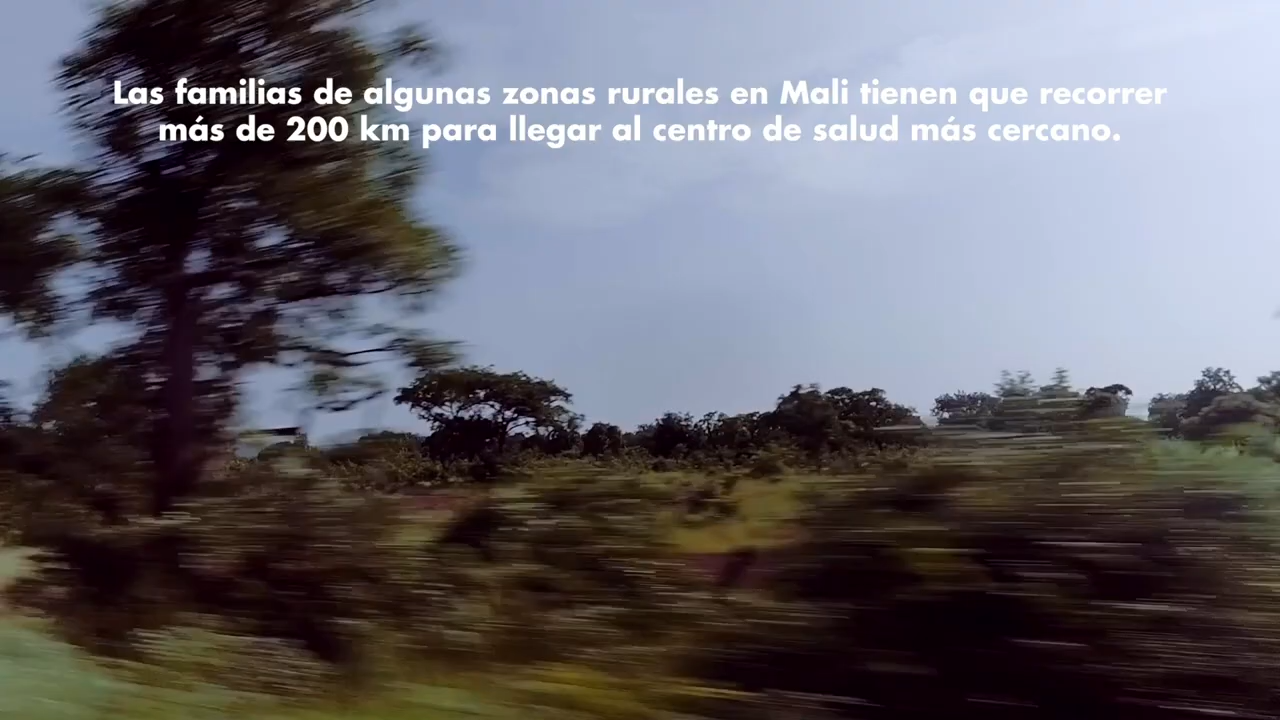 Las familias de algunas zonas rurales en Mali tienen que recorrer
más de 200 km para llegar al centro de salud más cercano.